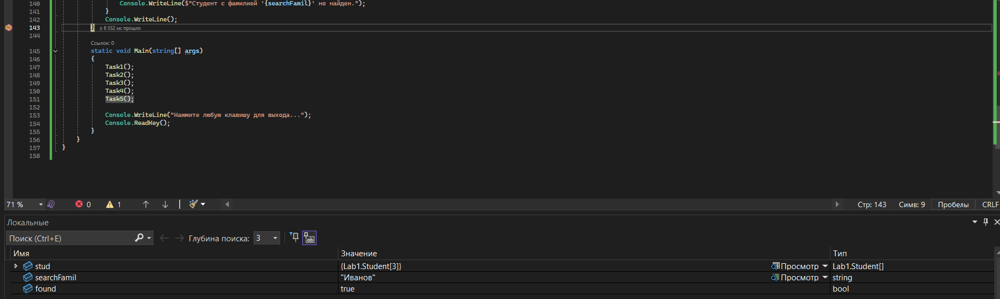 140 Console.WriteLine($"Студент с фамилией '{searchFamil}' не найден.");
141 }
142 Console.WriteLine();
143 } ≤ 6 552 мс прошло
144
Ссылок: 0
145 static void Main(string[] args)
146 {
147 Task1();
148 Task2();
149 Task3();
150 Task4();
151 Task5();
152
153 Console.WriteLine("Нажмите любую клавишу для выхода...");
154 Console.ReadKey();
155 }
156 }
157 }
158
71 % 0 1 Стр: 143 Симв: 9 Пробелы CRLF
Локальные
Поиск (Ctrl+E) Глубина поиска: 3
Имя Значение Тип
stud {Lab1.Student[3]} Просмотр Lab1.Student[]
searchFamil "Иванов" Просмотр string
found true bool